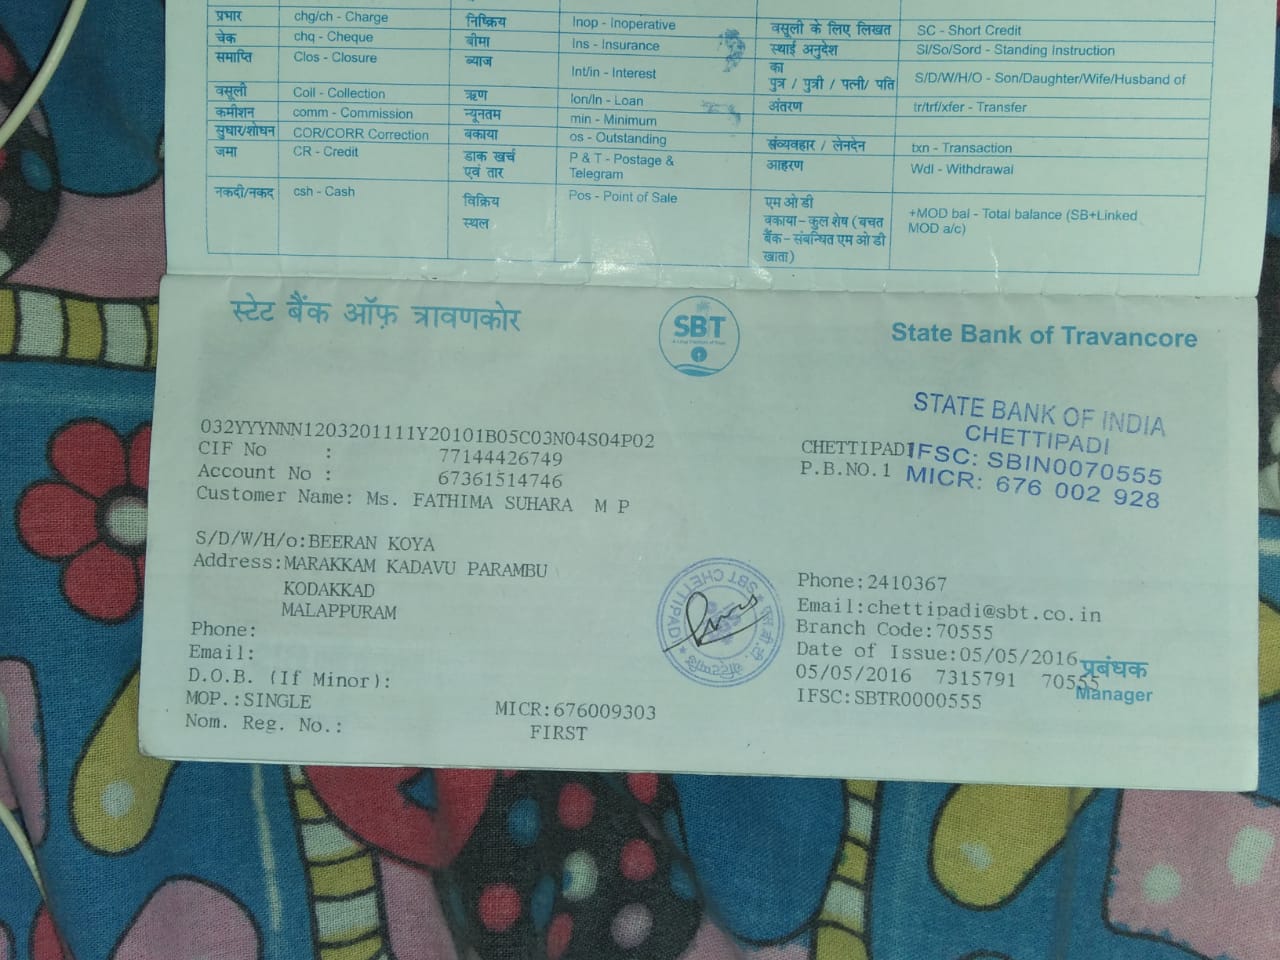 प्रभार chg/ch - Charge निष्क्रिय Inop - Inoperative वसूली के लिए लिखत SC - Short Credit
चेक chq - Cheque बीमा Ins - Insurance स्थाई अनुदेश SI/So/Sord - Standing Instruction
समाप्ति Clos - Closure ब्याज Int/in - Interest का
पुत्र / पुत्री / पत्नी/ पति S/D/W/H/O - Son/Daughter/Wife/Husband of
वसूली Coll - Collection ऋण lon/ln - Loan अंतरण tr/trf/xfer - Transfer
कमीशन comm - Commission न्यूनतम min - Minimum
सुधार/शोधन COR/CORR Correction बकाया os - Outstanding संव्यवहार / लेनदेन txn - Transaction
जमा CR - Credit डाक खर्च एवं तार P & T - Postage & Telegram आहरण Wdl - Withdrawal
नकदी/नकद csh - Cash विक्रिय स्थल Pos - Point of Sale एम ओ डी
वकाया - कुल शेष ( बचत
बैंक - संबन्धित एम ओ डी
खाता)
+MOD bal - Total balance (SB+Linked
MOD a/c)
स्टेट बैंक ऑफ़ त्रावणकोर
SBT
State Bank of Travancore
STATE BANK OF INDIA
CHETTIPADI
IFSC: SBIN0070555
MICR: 676 002 928
032YYYNNN1203201111Y20101B05C03N04S04P02
CIF No : 77144426749
Account No : 67361514746
Customer Name: Ms. FATHIMA SUHARA M P
CHETTIPADI
P.B.NO.1
S/D/W/H/o:BEERAN KOYA
Address:MARAKKAM KADAVU PARAMBU
KODAKKAD
MALAPPURAM
Phone:
Email:
D.O.B. (If Minor):
MOP.:SINGLE
Nom. Reg. No.:
MICR:676009303
FIRST
SBT CHETTIPADI
Phone:2410367
Email:chettipadi@sbt.co.in
Branch Code:70555
Date of Issue:05/05/2016
05/05/2016 7315791 70555
IFSC:SBTR0000555
प्रबंधक
Manager